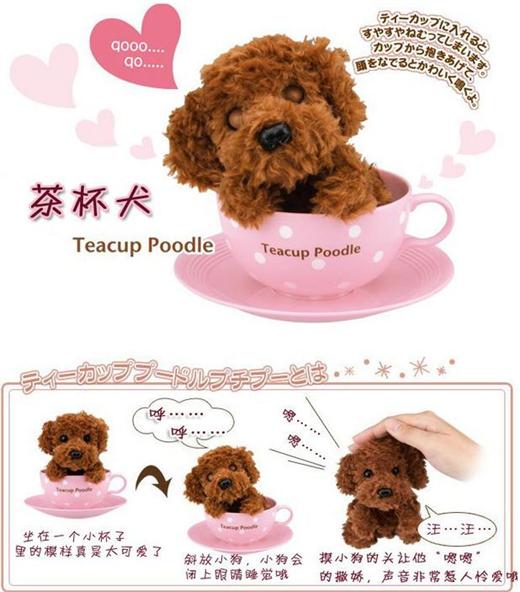 qooo....
qo.....
ティーカップに入れると
すやすやねむってしまいます。
カップから抱きあげて、
頭をなでるとかわいく鳴くよ。
茶杯犬
Teacup Poodle
Teacup Poodle
ティーカッププードルプチプーとは
呼……
呼……
嗯……
嗯……
Teacup Poodle
Teacup Poodle
汪…汪…
坐在一个小杯子
里的模样真是太可爱了
斜放小狗，小狗会
闭上眼睛睡觉哦
摸小狗的头让他“嗯嗯”
的撒娇，声音非常惹人怜爱哦